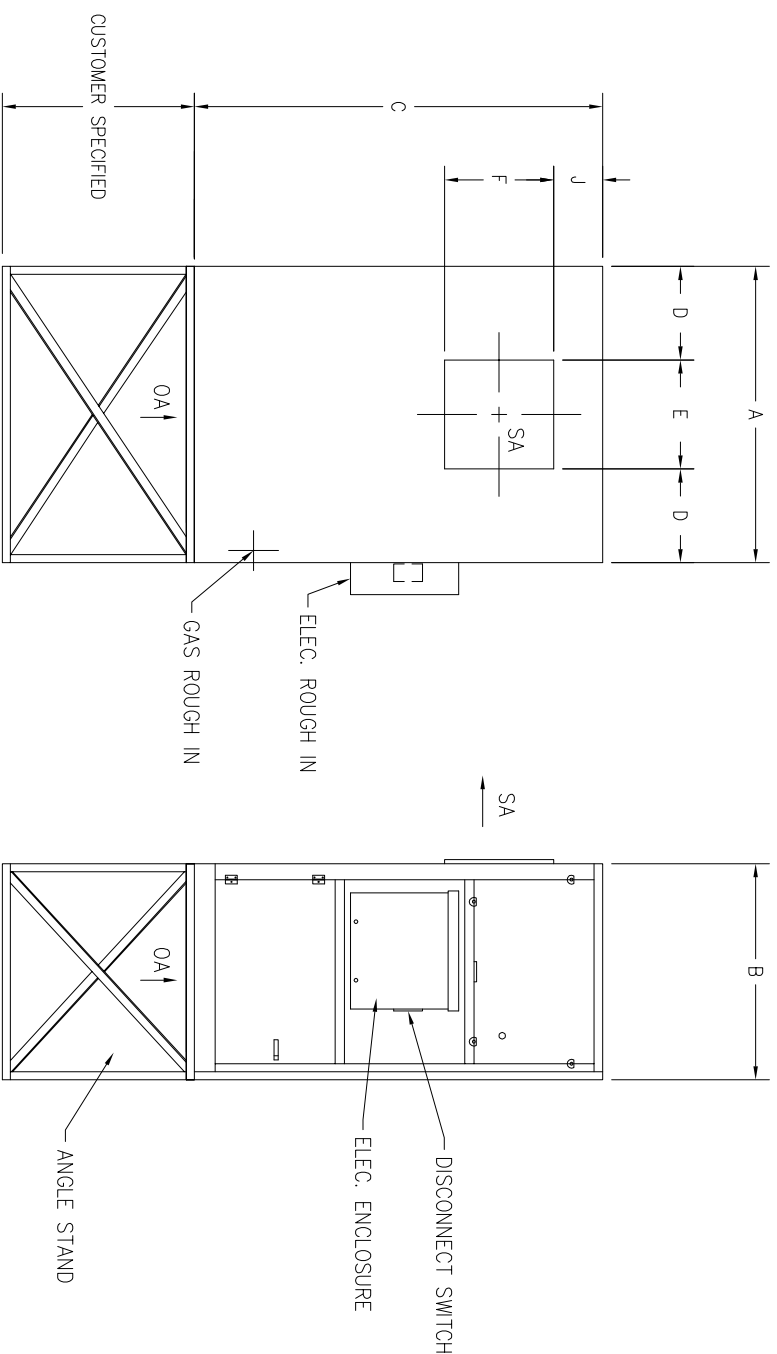 A
B
D
E
D
J
SA
SA
F
DISCONNECT SWITCH
C
ELEC. ENCLOSURE
ELEC. ROUGH IN
GAS ROUGH IN
OA
OA
CUSTOMER SPECIFIED
ANGLE STAND